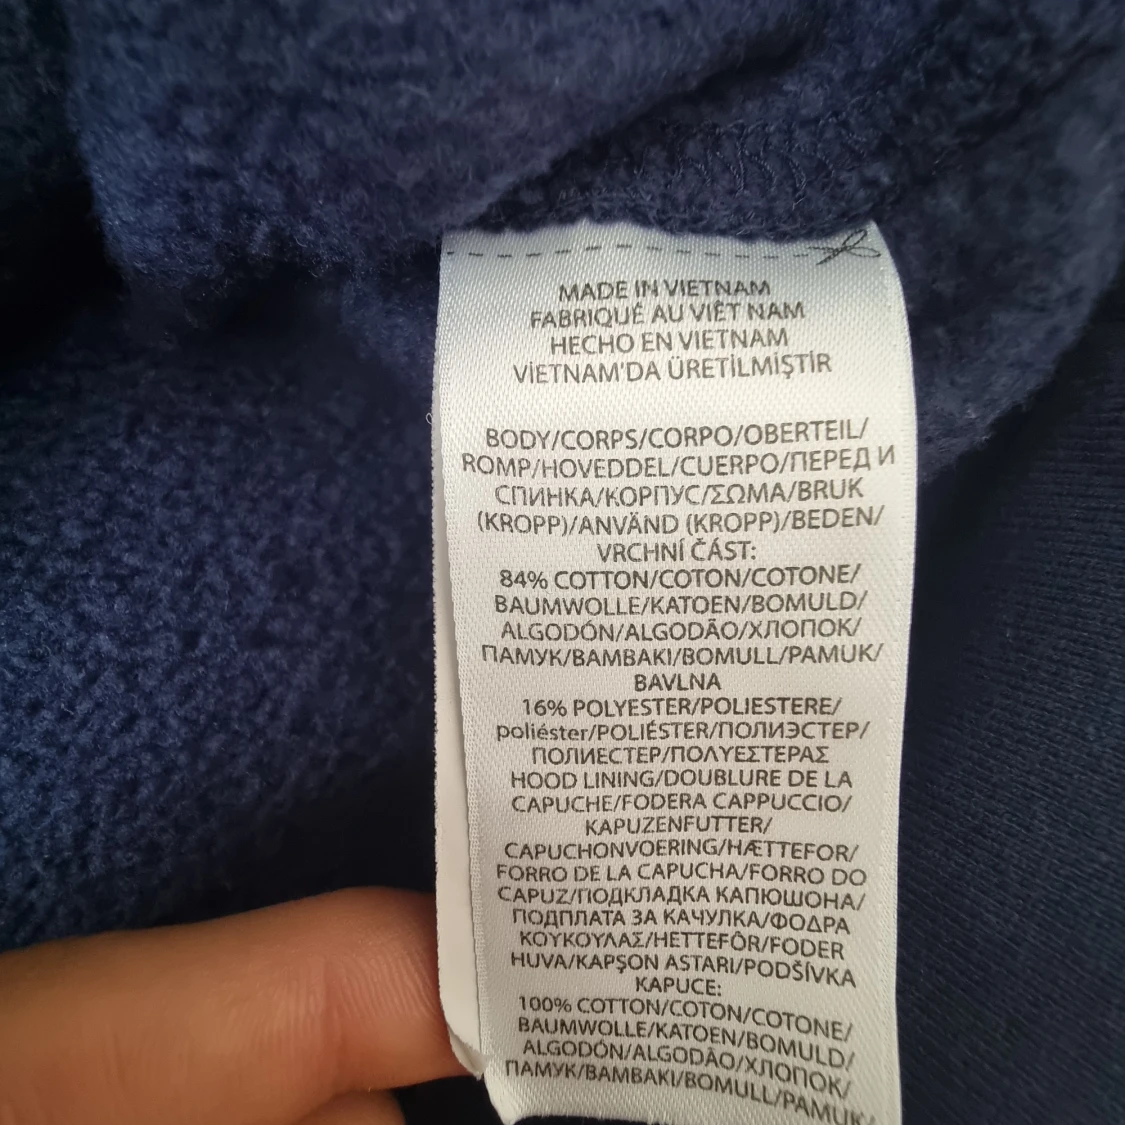 MADE IN VIETNAM
FABRIQUÉ AU VIÊT NAM
HECHO EN VIETNAM
VİETNAM'DA ÜRETİLMİŞTİR
BODY/CORPS/CORPO/OBERTEIL/
ROMP/HOVEDDEL/CUERPO/ПЕРЕД И
СПИНКА/КОРПУС/ΣΩΜΑ/BRUK
(KROPP)/ANVÄND (KROPP)/BEDEN/
VRCHNÍ ČÁST:
84% COTTON/COTON/COTONE/
BAUMWOLLE/KATOEN/BOMULD/
ALGODÓN/ALGODÃO/ХЛОПОК/
ПАМУК/BAMBAKI/BOMULL/PAMUK/
BAVLNA
16% POLYESTER/POLIESTERE/
poliéster/POLIÉSTER/ПОЛИЭСТЕР/
ПОЛИЕСТЕР/ΠΟΛΥΕΣΤΕΡΑΣ
HOOD LINING/DOUBLURE DE LA
CAPUCHE/FODERA CAPPUCCIO/
KAPUZENFUTTER/
CAPUCHONVOERING/HÆTTEFOR/
FORRO DE LA CAPUCHA/FORRO DO
CAPUZ/ПОДКЛАДКА КАПЮШОНА/
ПОДПЛАТА ЗА КАЧУЛКА/ΦΟΔΡΑ
ΚΟΥΚΟΥΛΑΣ/HETTEFÔR/FODER
HUVA/KAPŞON ASTARI/PODŠÍVKA
KAPUCE:
100% COTTON/COTON/COTONE/
BAUMWOLLE/KATOEN/BOMULD/
ALGODÓN/ALGODÃO/ХЛОПОК/
ПАМУК/BAMBAKI/BOMULL/PAMUK/